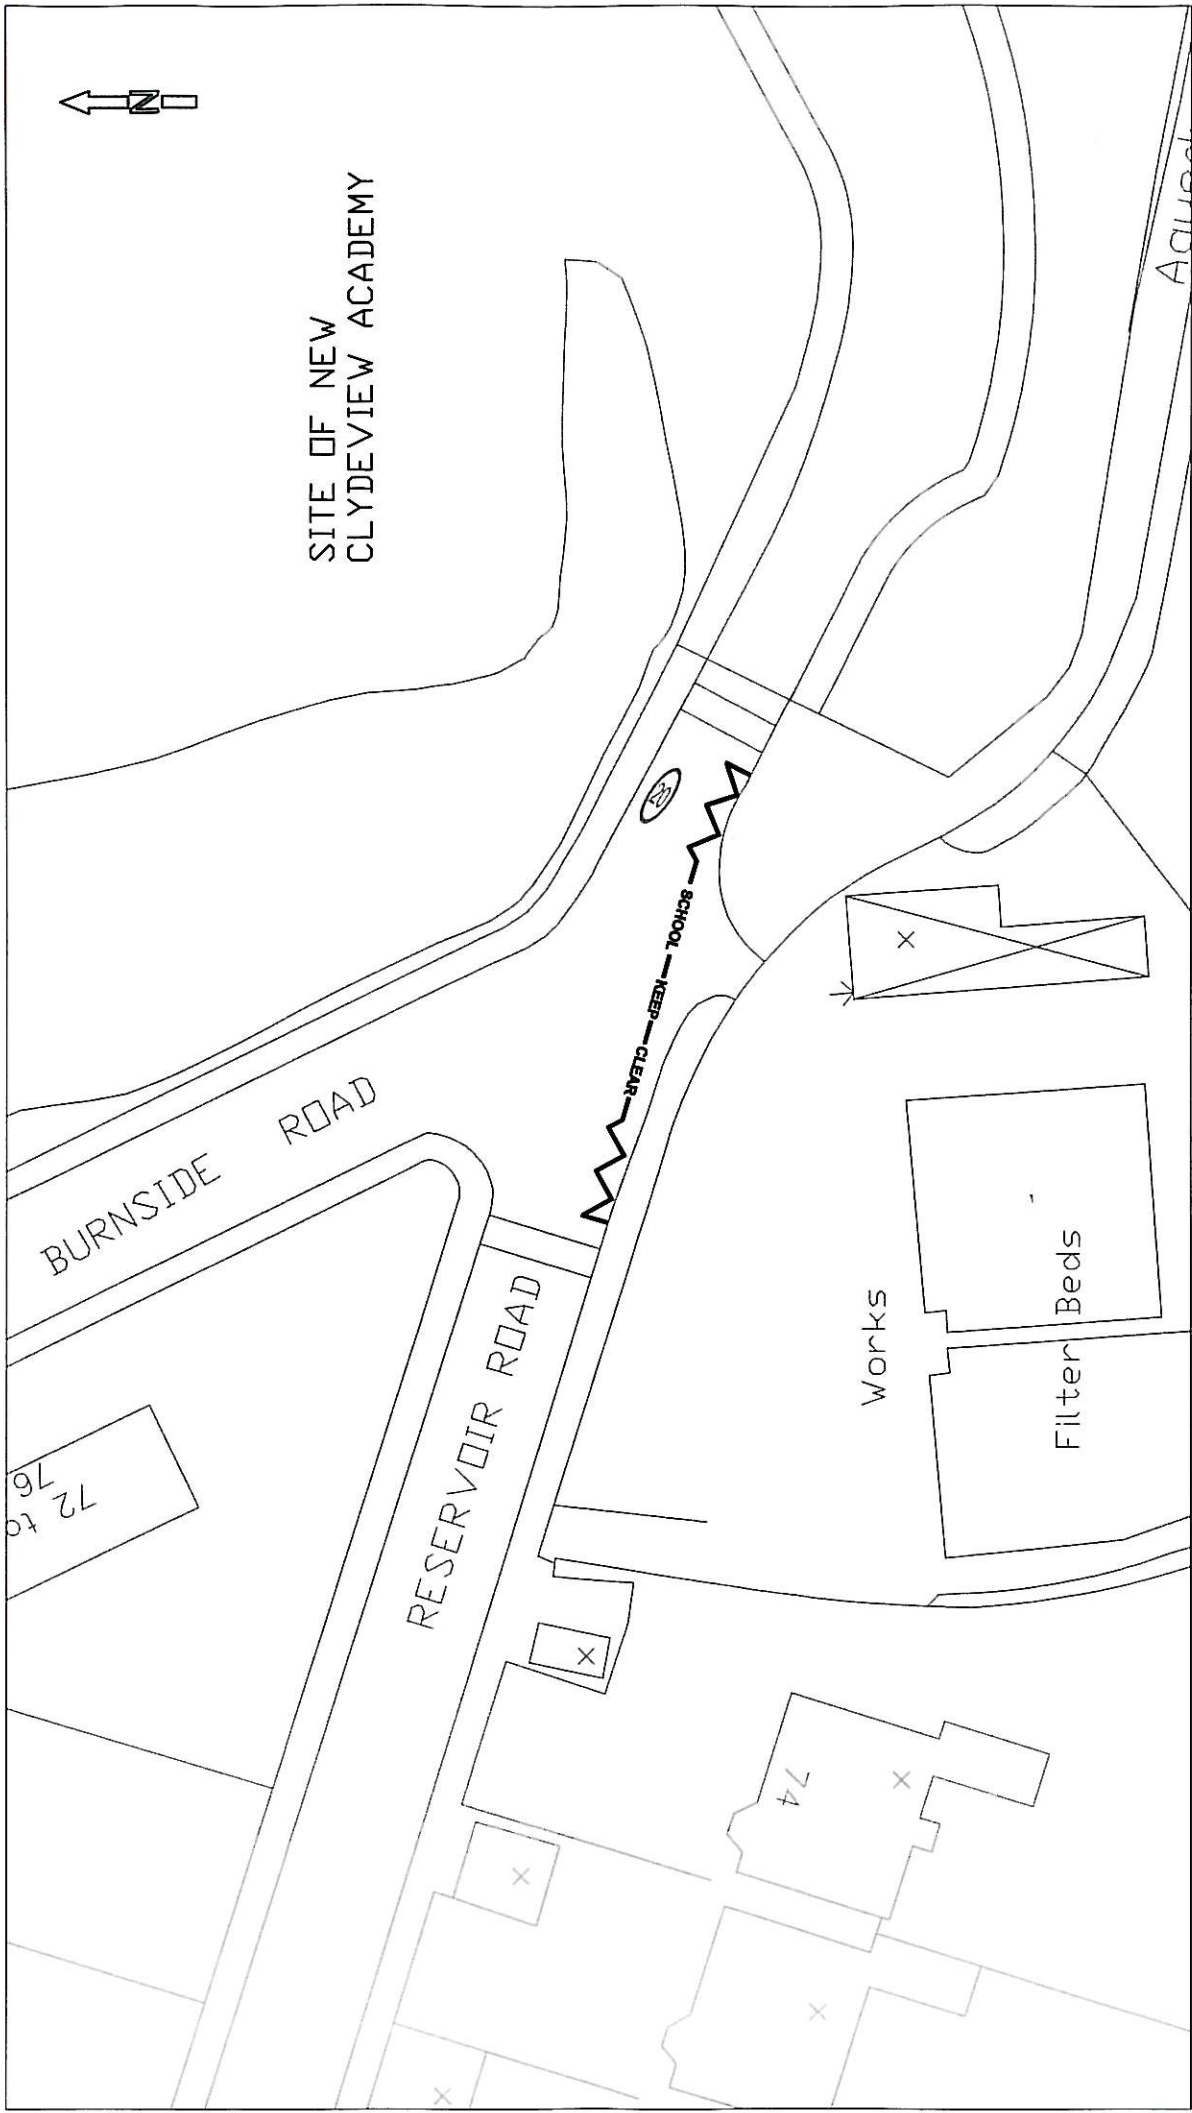 N
SITE OF NEW
CLYDEVIEW ACADEMY
BURNSIDE ROAD
RESERVOIR ROAD
20
SCHOOL KEEP CLEAR
72 to
76
74
Works
Filter Beds